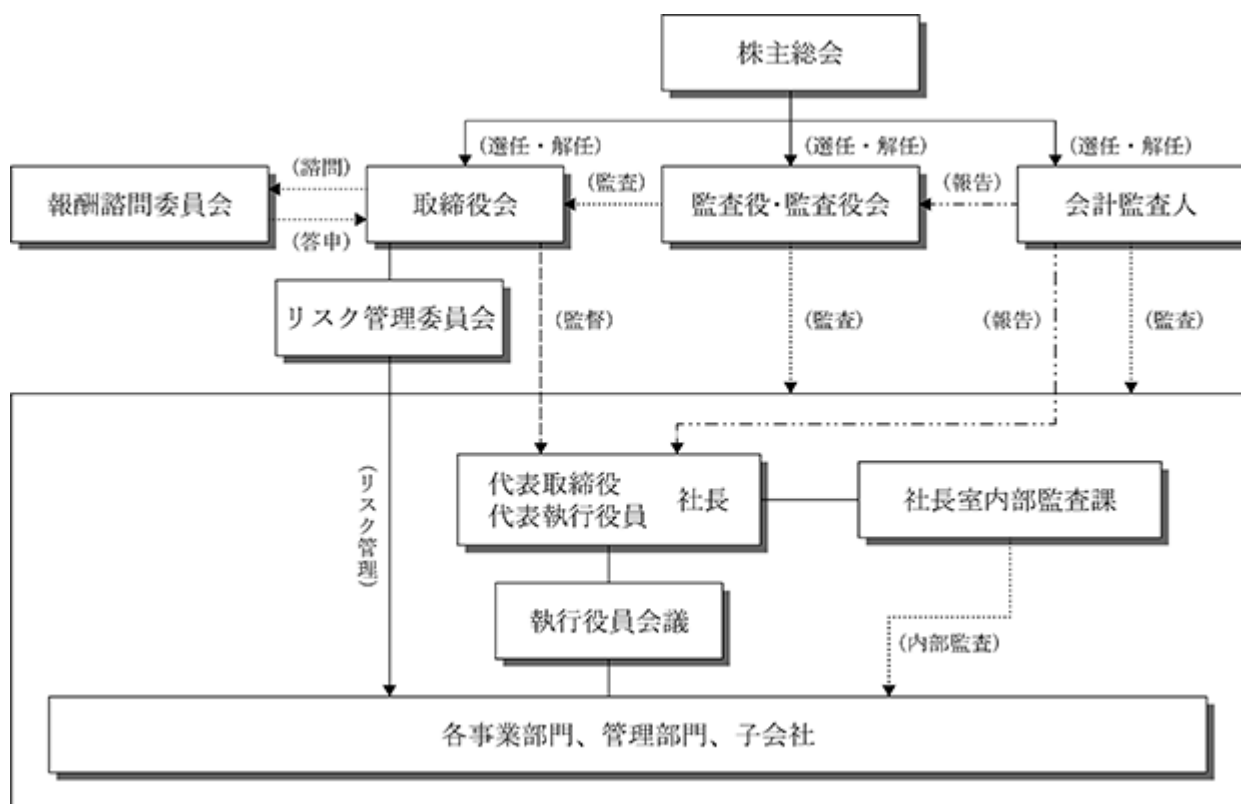 株主総会
(選任・解任)
(選任・解任)
(選任・解任)
報酬諮問委員会
(諮問)
(答申)
取締役会
(監査)
監査役・監査役会
(報告)
会計監査人
リスク管理委員会
(監督)
(監査)
(報告)
(監査)
(リスク管理)
代表取締役
代表執行役員 社長
社長室内部監査課
執行役員会議
(内部監査)
各事業部門、管理部門、子会社